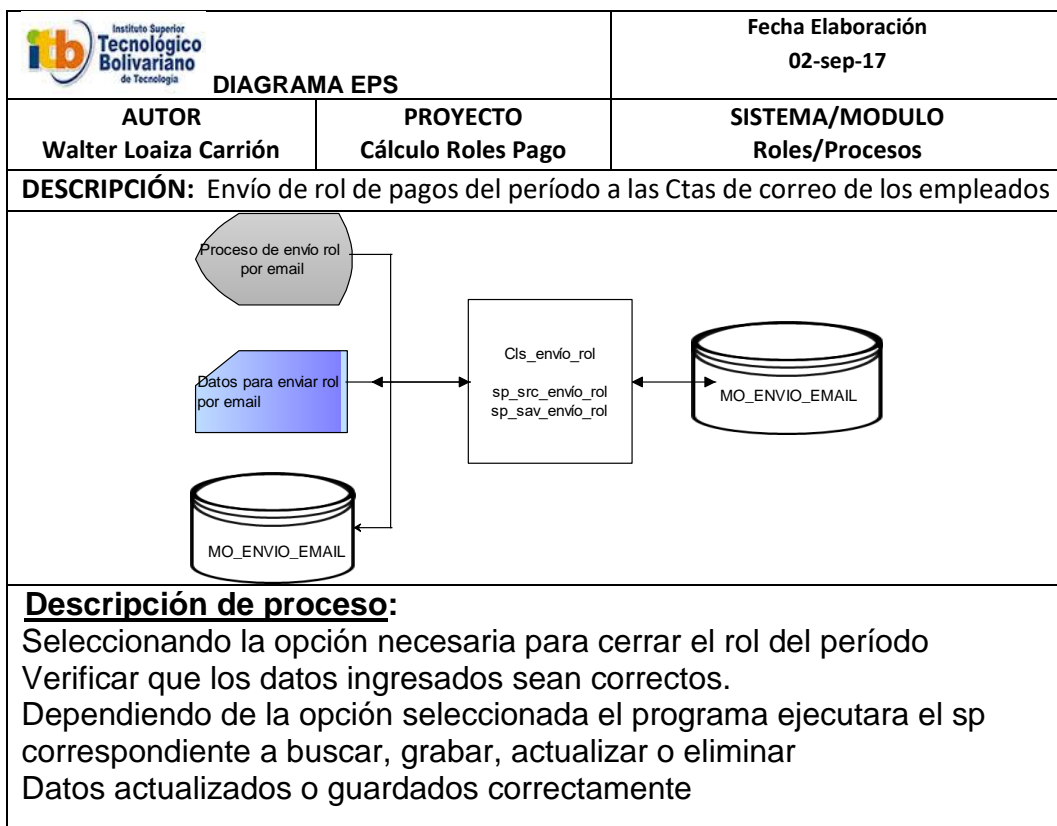 itb
Instituto Superior
Tecnológico
Bolivariano
de Tecnología
DIAGRAMA EPS
Fecha Elaboración
02-sep-17
AUTOR
Walter Loaiza Carrión
PROYECTO
Cálculo Roles Pago
SISTEMA/MODULO
Roles/Procesos
DESCRIPCIÓN: Envío de rol de pagos del período a las Ctas de correo de los empleados
Proceso de envío rol
por email
Datos para enviar rol
por email
Cls_envío_rol
sp_src_envío_rol
sp_sav_envío_rol
MO_ENVIO_EMAIL
MO_ENVIO_EMAIL
Descripción de proceso:
Seleccionando la opción necesaria para cerrar el rol del período
Verificar que los datos ingresados sean correctos.
Dependiendo de la opción seleccionada el programa ejecutara el sp
correspondiente a buscar, grabar, actualizar o eliminar
Datos actualizados o guardados correctamente